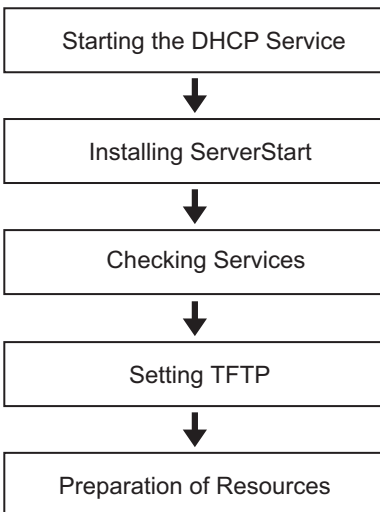 Starting the DHCP Service
Installing ServerStart
Checking Services
Setting TFTP
Preparation of Resources